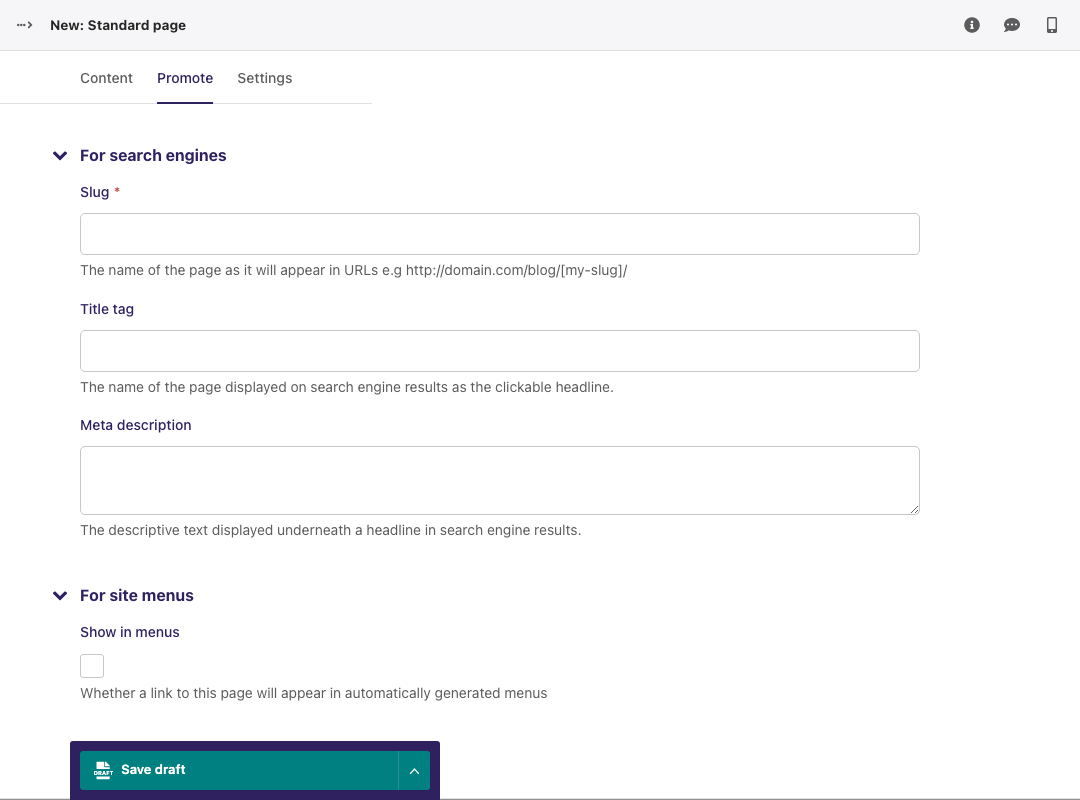 New: Standard page
Content Promote Settings
For search engines
Slug *
The name of the page as it will appear in URLs e.g http://domain.com/blog/[my-slug]/
Title tag
The name of the page displayed on search engine results as the clickable headline.
Meta description
The descriptive text displayed underneath a headline in search engine results.
For site menus
Show in menus
Whether a link to this page will appear in automatically generated menus
DRAFT Save draft